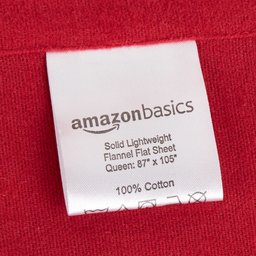 amazonbasics
Solid Lightweight
Flannel Flat Sheet
Queen: 87" x 105"
100% Cotton